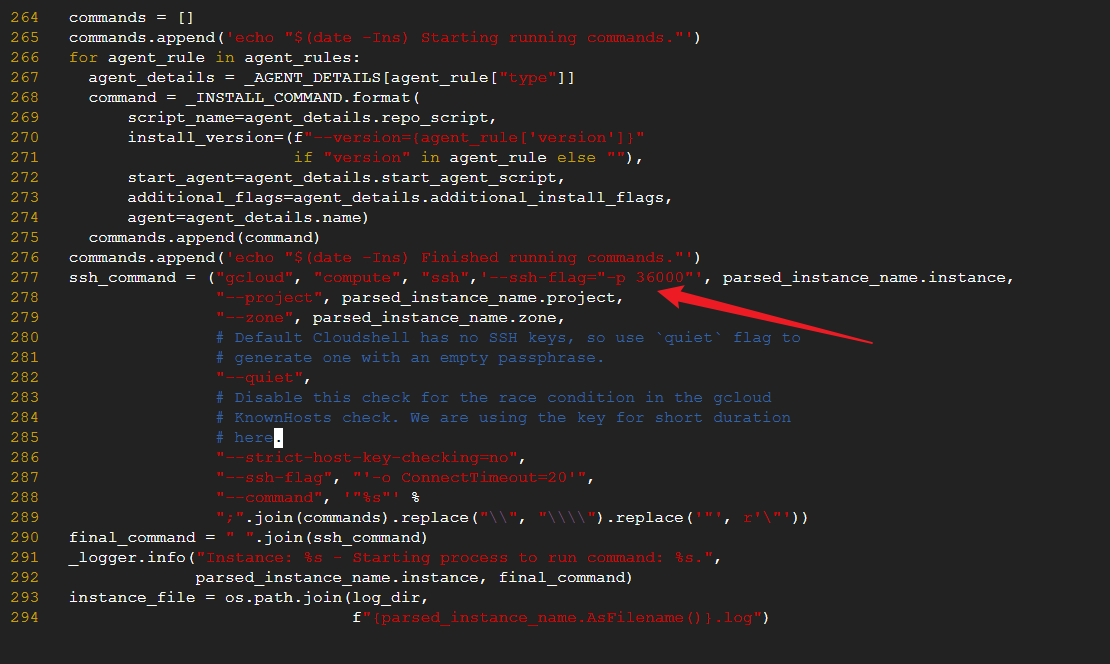 264   commands = []
265   commands.append('echo "$(date -Ins) Starting running commands."')
266   for agent_rule in agent_rules:
267     agent_details = _AGENT_DETAILS[agent_rule["type"]]
268     command = _INSTALL_COMMAND.format(
269         script_name=agent_details.repo_script,
270         install_version=(f"--version={agent_rule['version']}"
271                          if "version" in agent_rule else ""),
272         start_agent=agent_details.start_agent_script,
273         additional_flags=agent_details.additional_install_flags,
274         agent=agent_details.name)
275     commands.append(command)
276   commands.append('echo "$(date -Ins) Finished running commands."')
277   ssh_command = ("gcloud", "compute", "ssh",'--ssh-flag="-p 36000"', parsed_instance_name.instance,
278                  "--project", parsed_instance_name.project,
279                  "--zone", parsed_instance_name.zone,
280                  # Default Cloudshell has no SSH keys, so use `quiet` flag to
281                  # generate one with an empty passphrase.
282                  "--quiet",
283                  # Disable this check for the race condition in the gcloud
284                  # KnownHosts check. We are using the key for short duration
285                  # here.
286                  "--strict-host-key-checking=no",
287                  "--ssh-flag", "'-o ConnectTimeout=20'",
288                  "--command", '"%s"' %
289                  ";".join(commands).replace("\\", "\\\\").replace('"', r'\"'))
290   final_command = " ".join(ssh_command)
291   _logger.info("Instance: %s - Starting process to run command: %s.",
292                parsed_instance_name.instance, final_command)
293   instance_file = os.path.join(log_dir,
294                                f"{parsed_instance_name.AsFilename()}.log")